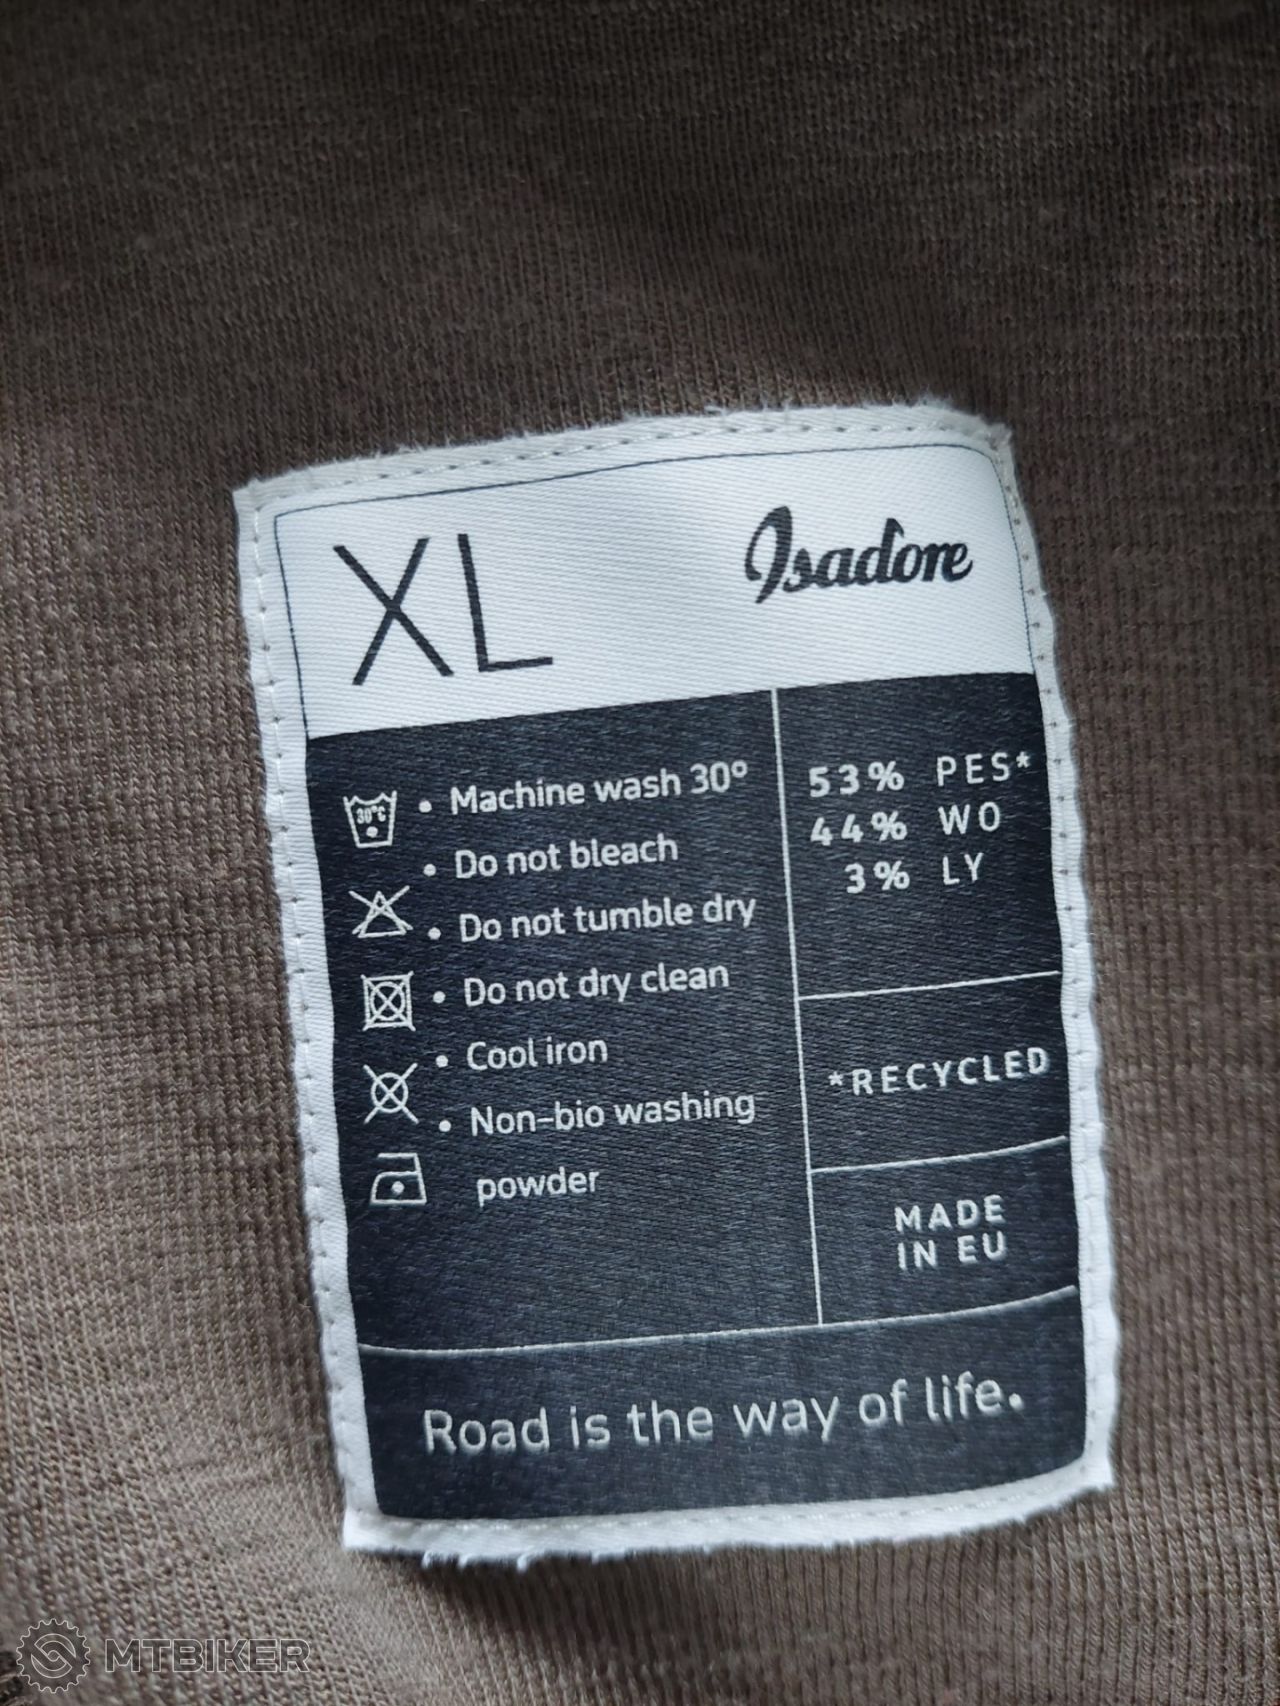 XL
Isadore
30°C
• Machine wash 30°
• Do not bleach
• Do not tumble dry
• Do not dry clean
• Cool iron
• Non-bio washing
powder
53% PES*
44% WO
3% LY
*RECYCLED
MADE
IN EU
Road is the way of life.
MTBIKER